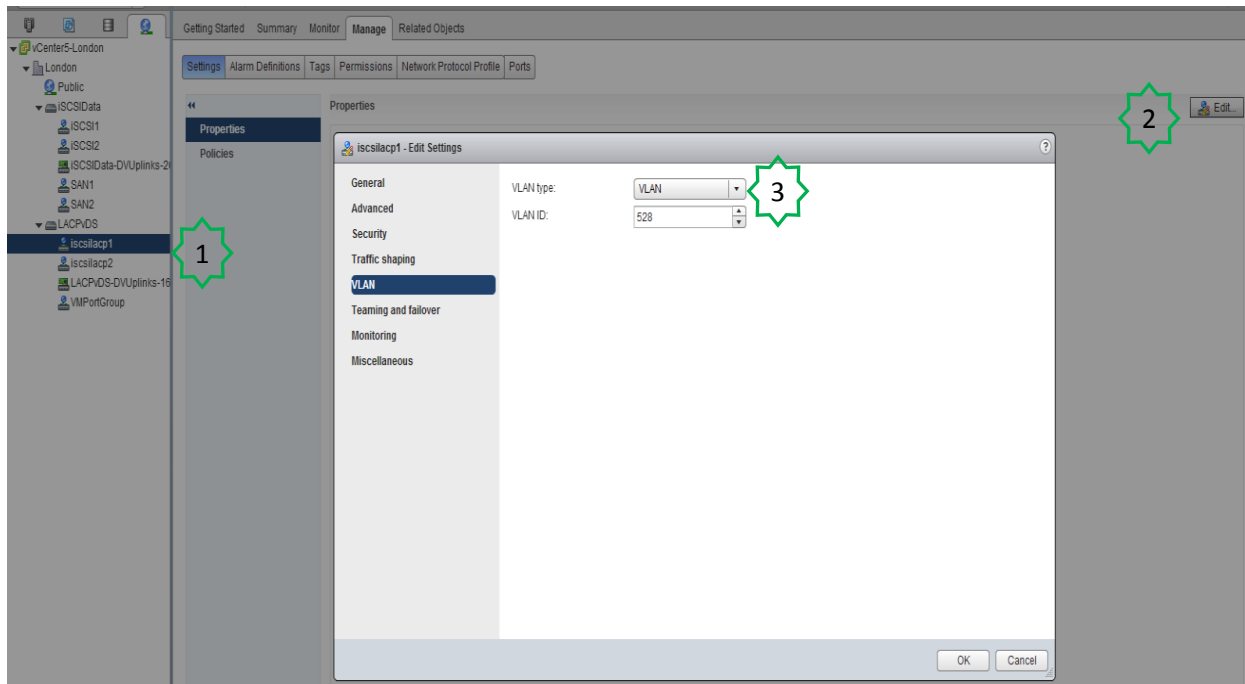 Getting Started Summary Monitor Manage Related Objects
vCenter5-London
London
Public
iSCSIData
iSCSI1
iSCSI2
iSCSIData-DVUplinks-2
SAN1
SAN2
LACPvDS
iscsilacp1
iscsilacp2
LACPvDS-DVUplinks-16
VMPortGroup
1
Settings Alarm Definitions Tags Permissions Network Protocol Profile Ports
Properties
Policies
Properties
2
Edit...
iscsilacp1 - Edit Settings
?
General
Advanced
Security
Traffic shaping
VLAN
Teaming and failover
Monitoring
Miscellaneous
VLAN type: VLAN
3
VLAN ID: 528
OK Cancel